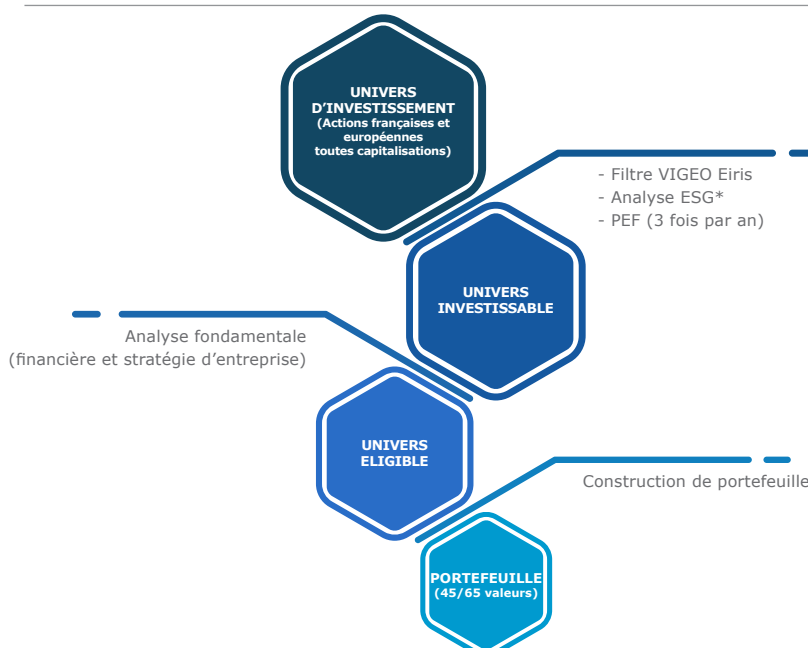 UNIVERS
D'INVESTISSEMENT
(Actions françaises et
européennes
toutes capitalisations)
- Filtre VIGEO Eiris
- Analyse ESG*
- PEF (3 fois par an)
UNIVERS
INVESTISSABLE
Analyse fondamentale
(financière et stratégie d’entreprise)
UNIVERS
ELIGIBLE
Construction de portefeuille
PORTEFEUILLE
(45/65 valeurs)